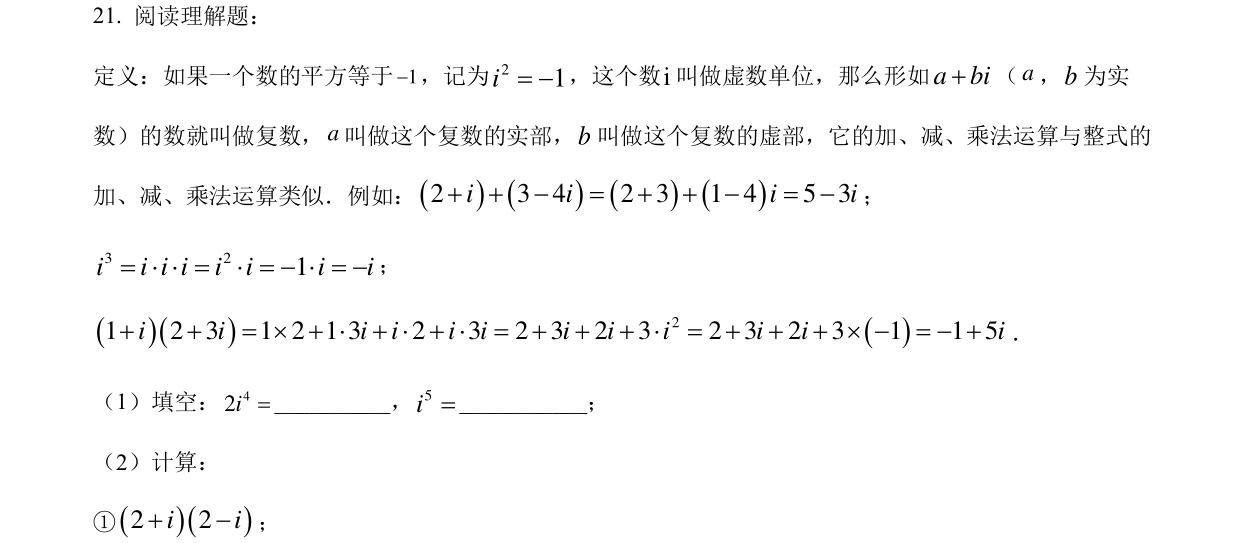 21. 阅读理解题：
定义：如果一个数的平方等于−1，记为i² = −1，这个数i叫做虚数单位，那么形如a+bi（a，b为实
数）的数就叫做复数，a叫做这个复数的实部，b叫做这个复数的虚部，它的加、减、乘法运算与整式的
加、减、乘法运算类似．例如：(2+i)+(3−4i)=(2+3)+(1−4)i=5−3i；
i³ = i·i·i = i²·i = −1·i = −i；
(1+i)(2+3i)=1×2+1·3i+i·2+i·3i=2+3i+2i+3·i²=2+3i+2i+3×(−1)=−1+5i．
（1）填空：2i⁴ =__________，i⁵ =___________；
（2）计算：
①(2+i)(2−i)；